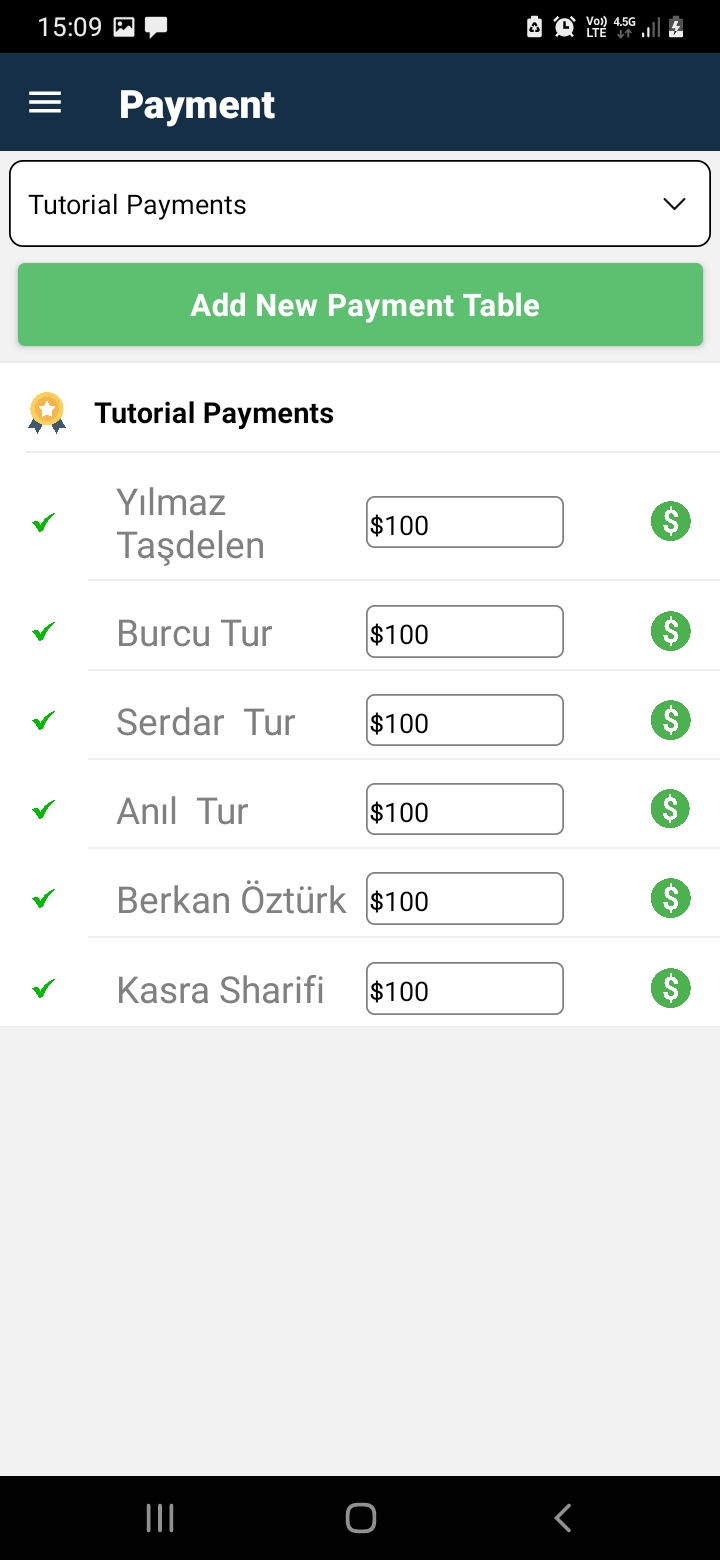 15:09 Vo) 4.5G
LTE
Payment
Tutorial Payments
Add New Payment Table
Tutorial Payments
Yılmaz
Taşdelen
$100
$
Burcu Tur $100 $
Serdar  Tur $100 $
Anıl  Tur $100 $
Berkan Öztürk $100 $
Kasra Sharifi $100 $